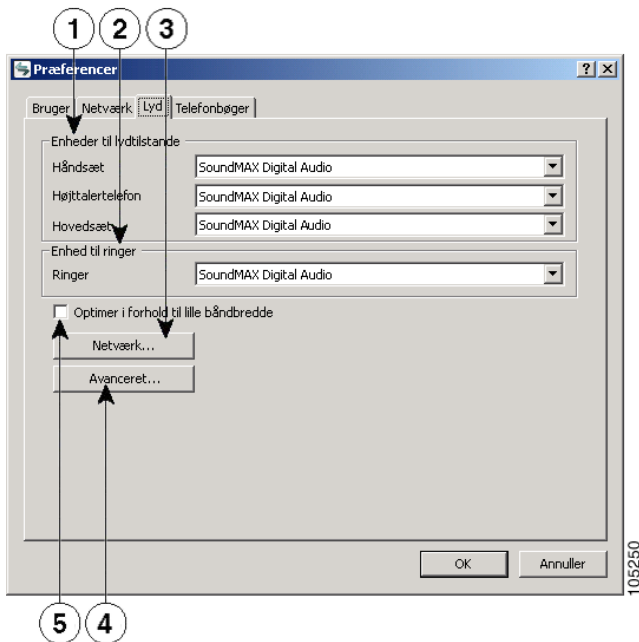 1 2 3
Præferencer
Bruger Netværk Lyd Telefonbøger
Enheder til lydtilstande
Håndsæt SoundMAX Digital Audio
Højttalertelefon SoundMAX Digital Audio
Hovedsæt SoundMAX Digital Audio
Enhed til ringer
Ringer SoundMAX Digital Audio
Optimer i forhold til lille båndbredde
Netværk...
Avanceret...
OK Annuller
105250
5 4